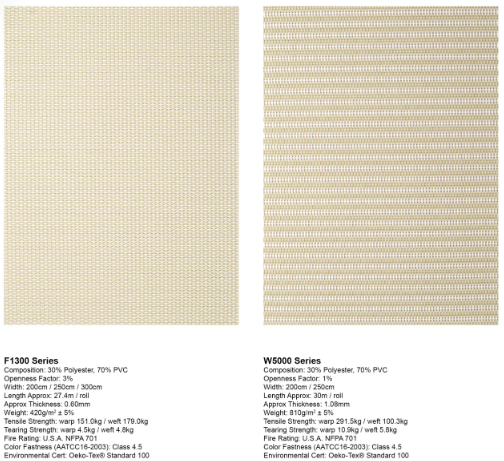 F1300 Series
Composition: 30% Polyester, 70% PVC
Openness Factor: 3%
Width: 200cm / 250cm / 300cm
Length Approx: 27.4m / roll
Approx Thickness: 0.60mm
Weight: 420g/m² ± 5%
Tensile Strength: warp 151.0kg / weft 179.0kg
Tearing Strength: warp 4.5kg / weft 4.8kg
Fire Rating: U.S.A. NFPA 701
Color Fastness (AATCC16-2003): Class 4.5
Environmental Cert: Oeko-Tex® Standard 100
W5000 Series
Composition: 30% Polyester, 70% PVC
Openness Factor: 1%
Width: 200cm / 250cm
Length Approx: 30m / roll
Approx Thickness: 1.08mm
Weight: 810g/m² ± 5%
Tensile Strength: warp 291.5kg / weft 100.3kg
Tearing Strength: warp 10.9kg / weft 5.8kg
Fire Rating: U.S.A. NFPA 701
Color Fastness (AATCC16-2003): Class 4.5
Environmental Cert: Oeko-Tex® Standard 100